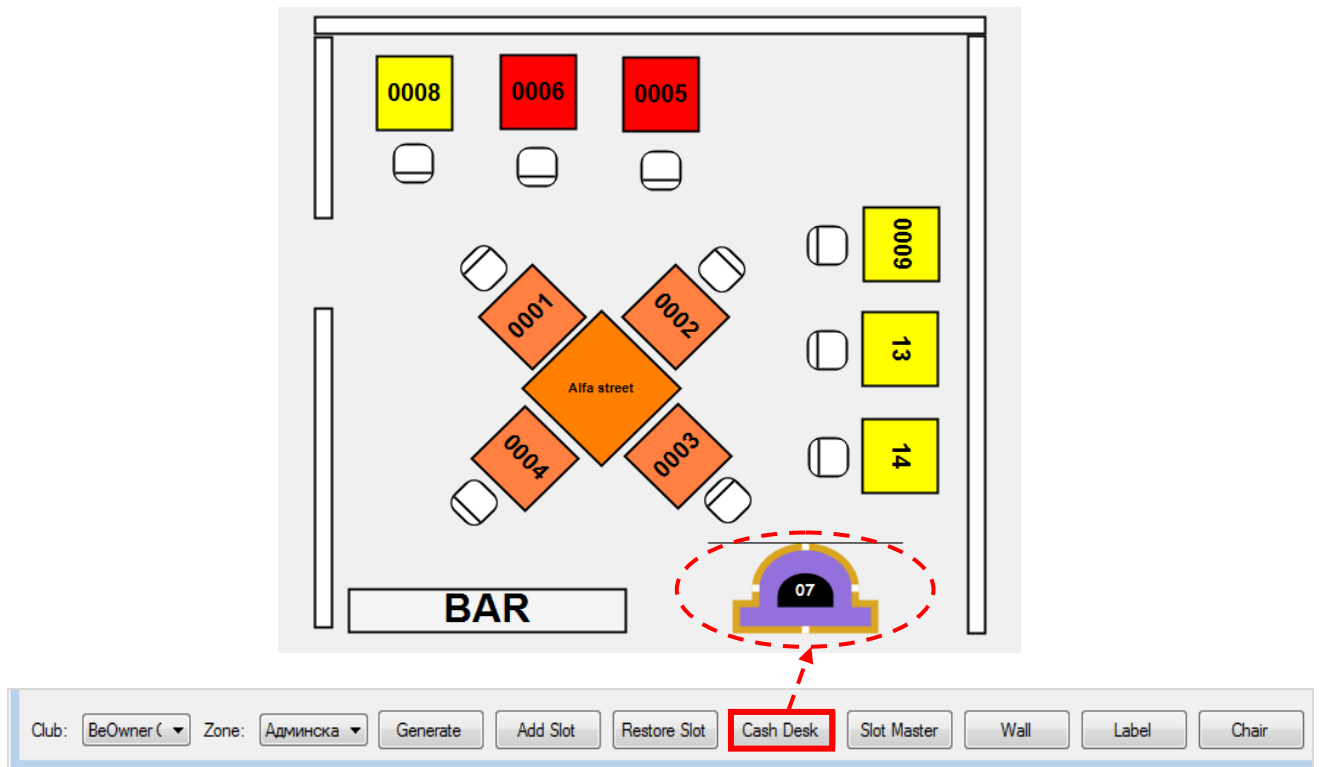 0008
0006
0005
0009
0001
0002
13
Alfa street
0004
0003
14
07
BAR
Club:
BeOwner (
Zone:
Админска
Generate
Add Slot
Restore Slot
Cash Desk
Slot Master
Wall
Label
Chair